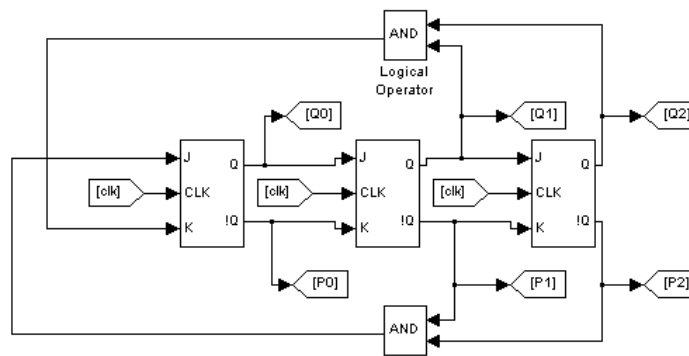 AND
Logical
Operator
[Q0]
[Q1]
[Q2]
J
Q
J
Q
J
Q
[clk]
CLK
[clk]
CLK
[clk]
CLK
K
!Q
K
!Q
K
!Q
[P0]
[P1]
[P2]
AND